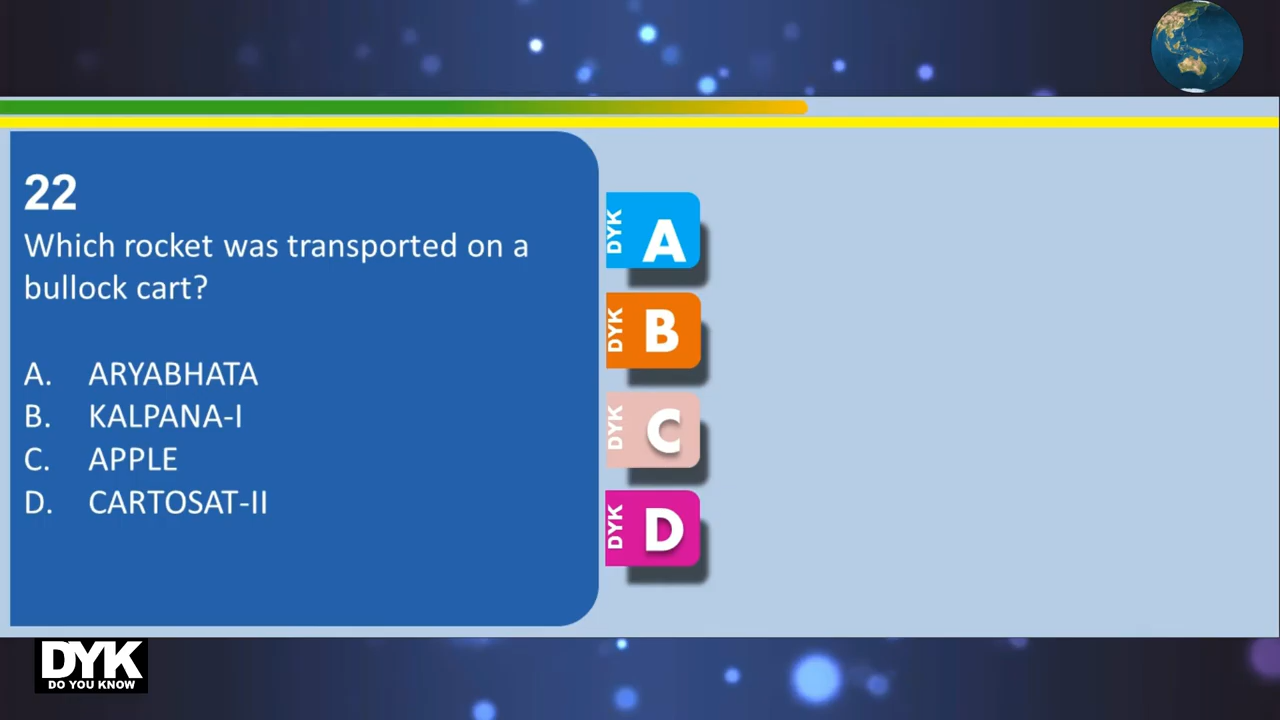 22
Which rocket was transported on a
bullock cart?
A. ARYABHATA
B. KALPANA-I
C. APPLE
D. CARTOSAT-II
DYK A
DYK B
DYK C
DYK D
DYK
DO YOU KNOW